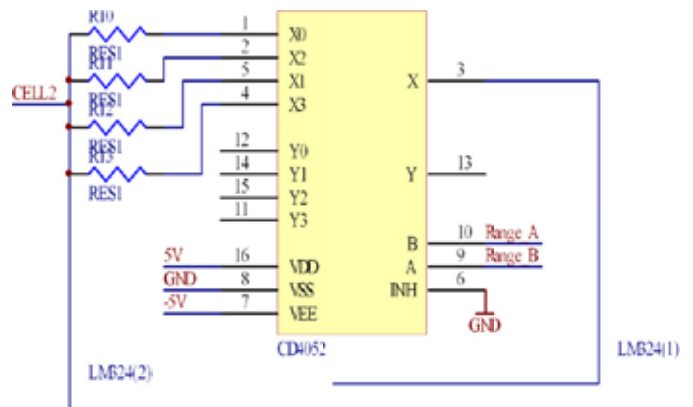 R10 1 X0
RES1 2 X2
R11 5 X1 X 3
CELL2 RES1 4 X3
R12
RES1 12 Y0
R13 14 Y1 Y 13
RES1 15 Y2
11 Y3
B 10 Range A
5V 16 VDD A 9 Range B
GND 8 VSS INH 6
-5V 7 VEE GND
CD4052 LM324(1)
LM324(2)